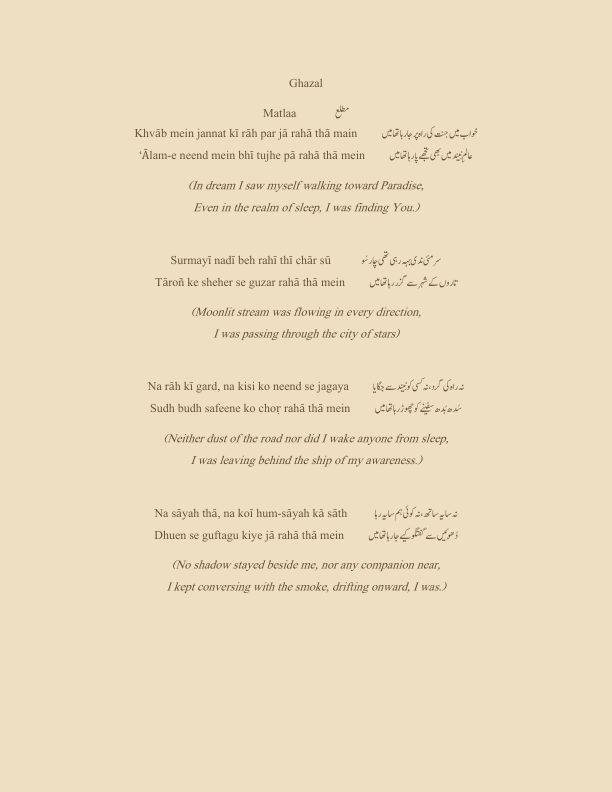 Ghazal
Matlaa مطلع
Khvāb mein jannat kī rāh par jā rahā thā main خواب میں جنت کی راہ پر جا رہا تھا میں
‘Ālam-e neend mein bhī tujhe pā rahā thā mein عالمِ نیند میں بھی تجھے پا رہا تھا میں
(In dream I saw myself walking toward Paradise,
Even in the realm of sleep, I was finding You.)
Surmayī nadī beh rahī thī chār sū سرمئی ندی بہہ رہی تھی چار سُو
Tāroñ ke sheher se guzar rahā thā mein تاروں کے شہر سے گزر رہا تھا میں
(Moonlit stream was flowing in every direction,
I was passing through the city of stars)
Na rāh kī gard, na kisi ko neend se jagaya نہ راہ کی گرد، نہ کسی کو نیند سے جگایا
Sudh budh safeene ko choṛ rahā thā mein سُدھ بُدھ سفینے کو چھوڑ رہا تھا میں
(Neither dust of the road nor did I wake anyone from sleep,
I was leaving behind the ship of my awareness.)
Na sāyah thā, na koī hum-sāyah kā sāth نہ سایہ ساتھ، نہ کوئی ہم سایہ رہا
Dhuen se guftagu kiye jā rahā thā mein دُھوئیں سے گفتگو کیے جا رہا تھا میں
(No shadow stayed beside me, nor any companion near,
I kept conversing with the smoke, drifting onward, I was.)